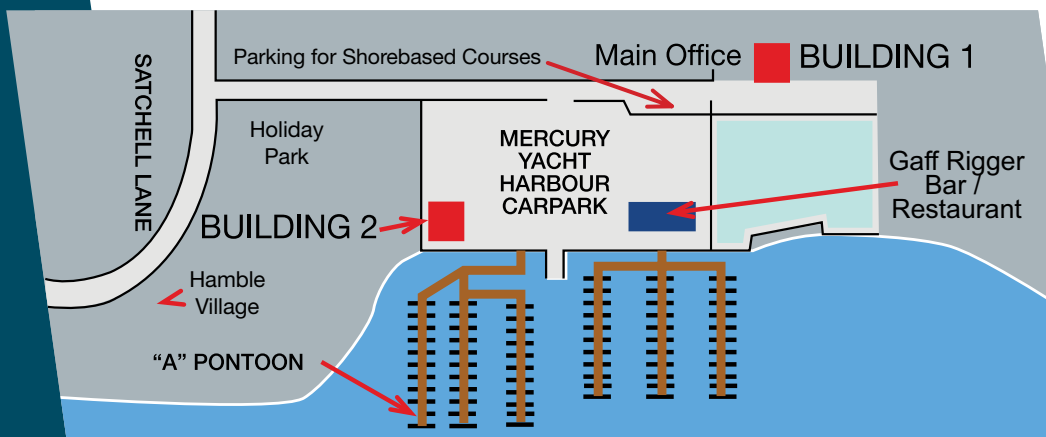 Parking for Shorebased Courses
Main Office
BUILDING 1
SATCHELL LANE
Holiday
Park
MERCURY
YACHT
HARBOUR
CARPARK
Gaff Rigger
Bar /
Restaurant
BUILDING 2
Hamble
Village
“A” PONTOON